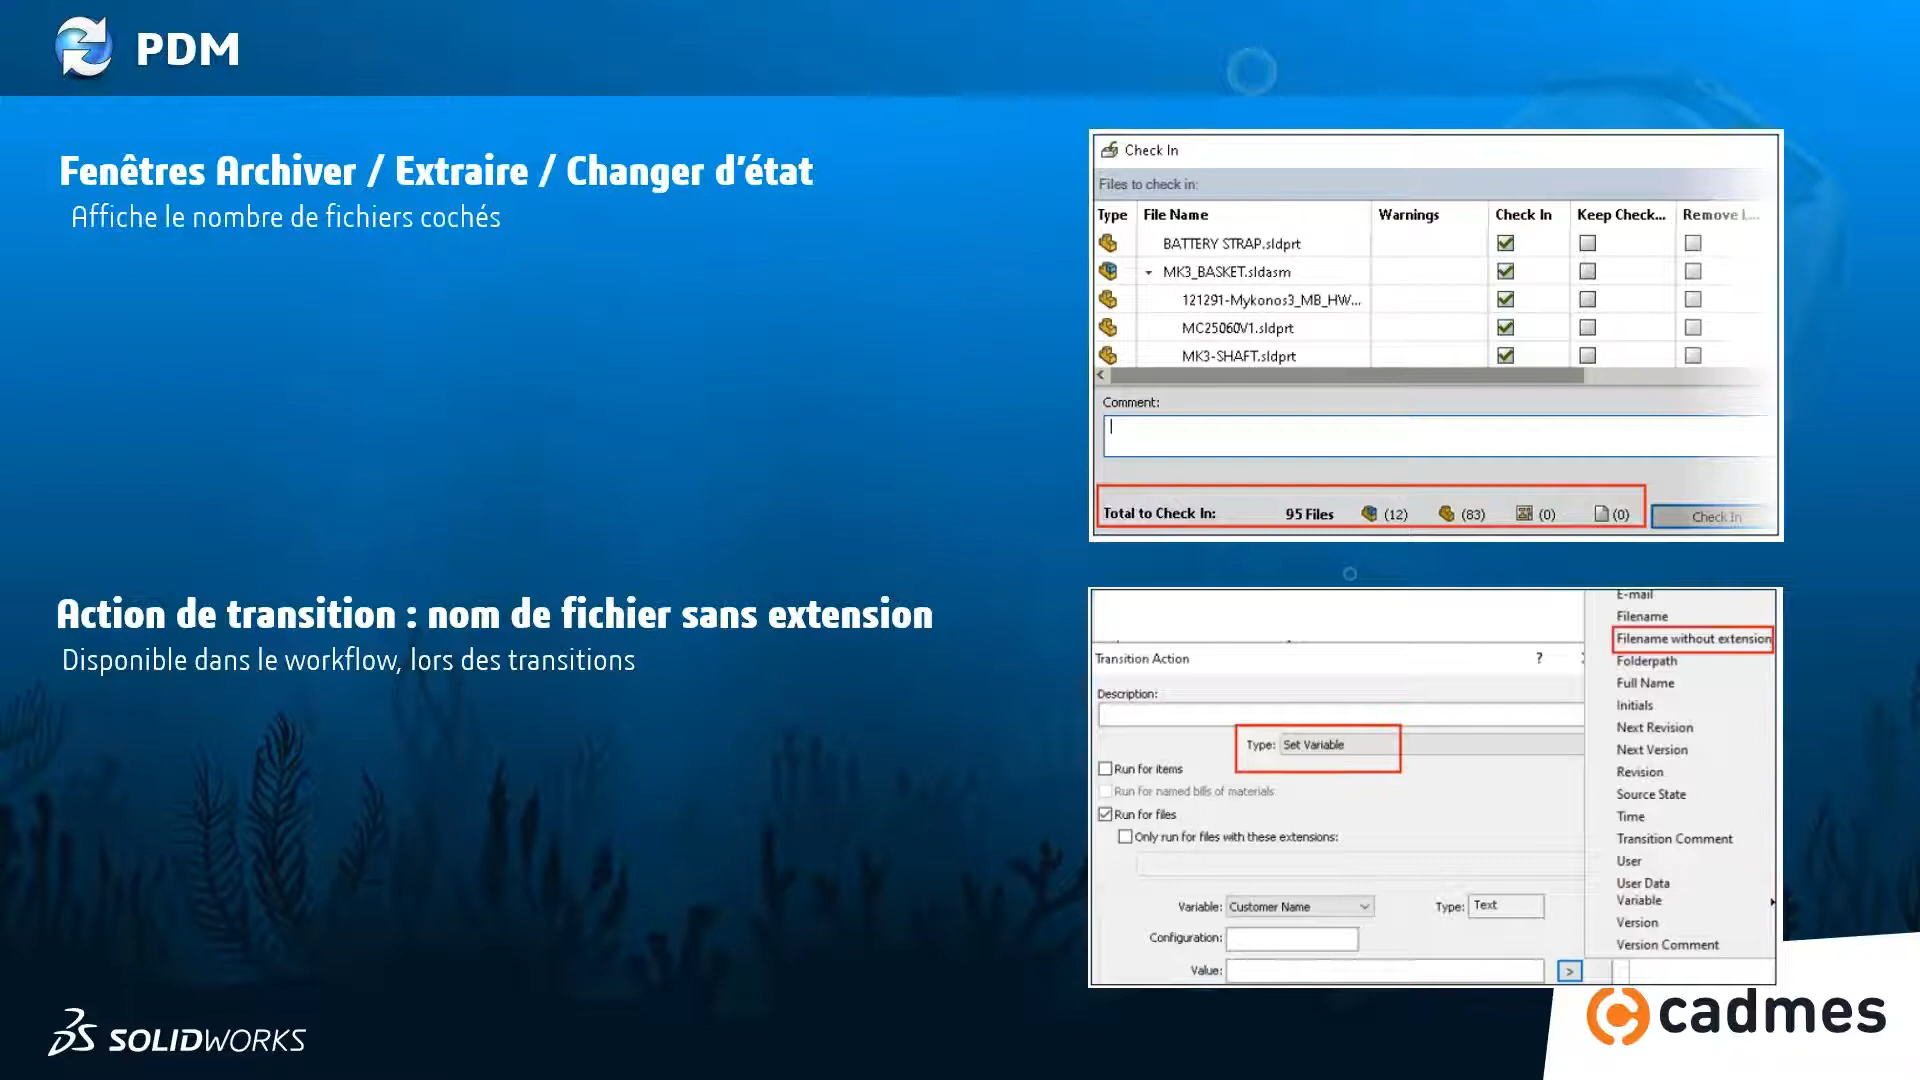 PDM
Fenêtres Archiver / Extraire / Changer d'état
Affiche le nombre de fichiers cochés
Check In
Files to check in:
Type File Name Warnings Check In Keep Check... Remove L...
BATTERY STRAP.sldprt
MK3_BASKET.sldasm
121291-Mykonos3_MB_HW...
MC25060V1.sldprt
MK3-SHAFT.sldprt
Comment:
Total to Check In: 95 Files (12) (83) (0) (0) Check In
Action de transition : nom de fichier sans extension
Disponible dans le workflow, lors des transitions
Transition Action ?
Description:
Type: Set Variable
Run for items
Run for named bills of materials
Run for files
Only run for files with these extensions:
Variable: Customer Name Type: Text
Configuration:
Value: >
E-mail
Filename
Filename without extension
Folderpath
Full Name
Initials
Next Revision
Next Version
Revision
Source State
Time
Transition Comment
User
User Data
Variable
Version
Version Comment
SOLIDWORKS
cadmes